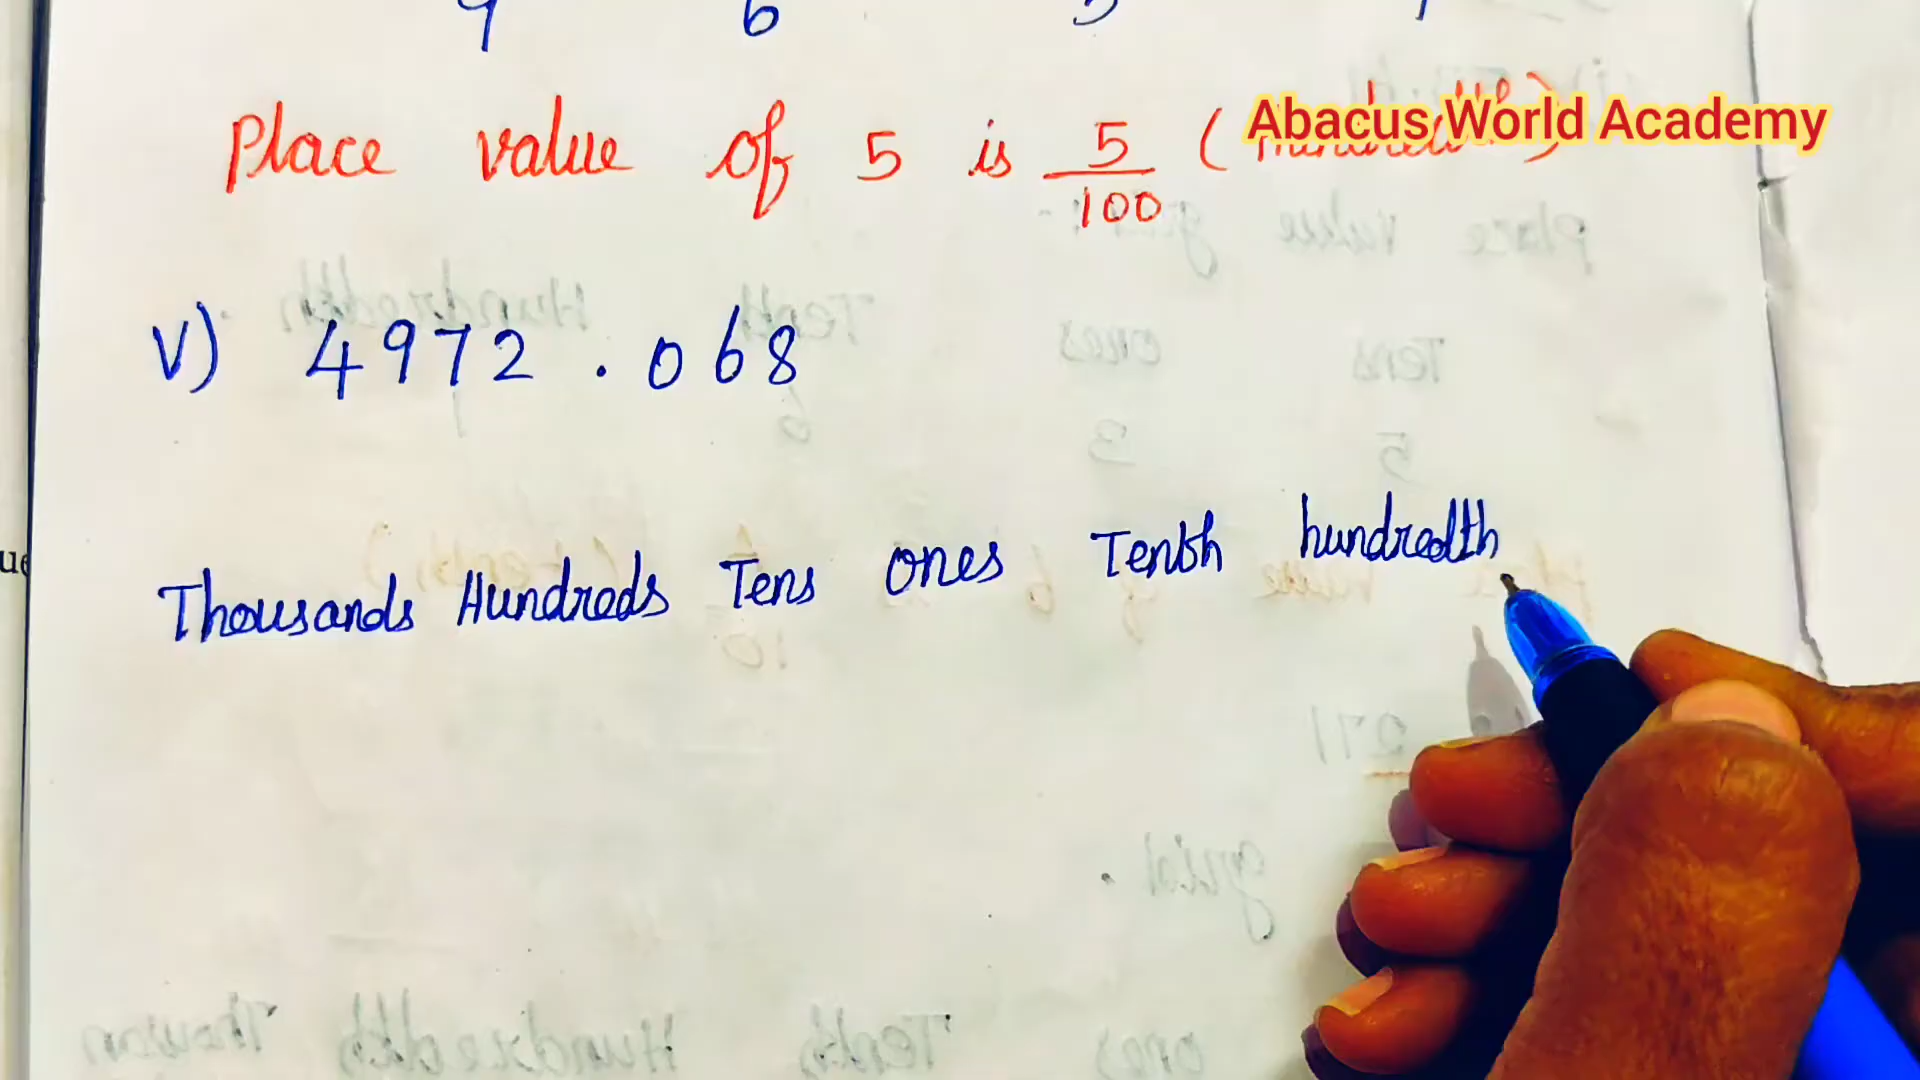 9 6 5 1
Abacus World Academy
Place value of 5 is 5/100 (
V) 4972.068
Thousands Hundreds Tens ones Tenth hundredth